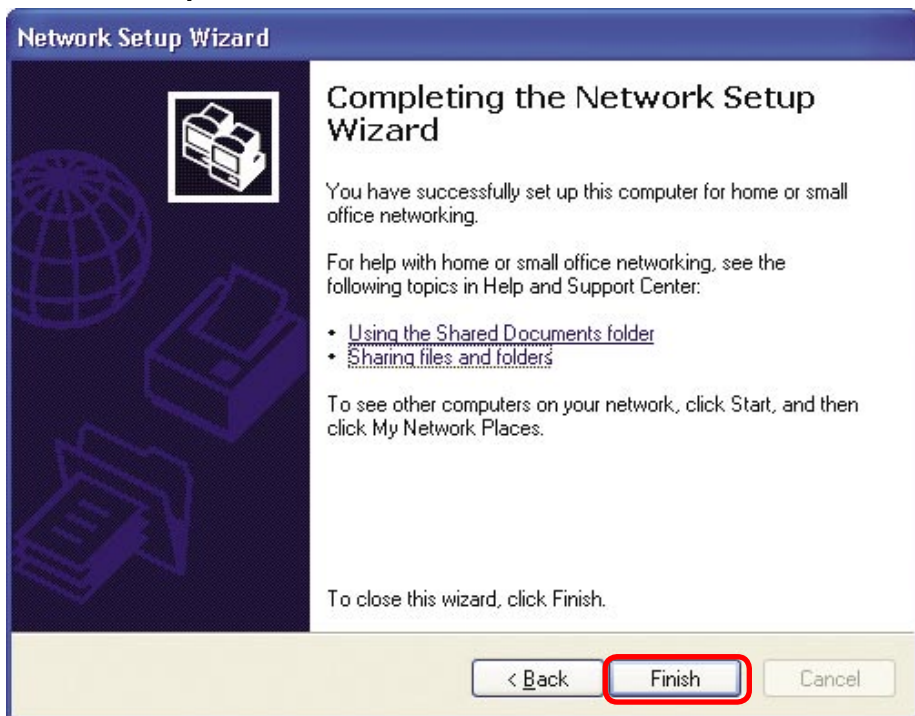 Network Setup Wizard
Completing the Network Setup
Wizard
You have successfully set up this computer for home or small
office networking.
For help with home or small office networking, see the
following topics in Help and Support Center:
• Using the Shared Documents folder
• Sharing files and folders
To see other computers on your network, click Start, and then
click My Network Places.
To close this wizard, click Finish.
< Back Finish Cancel